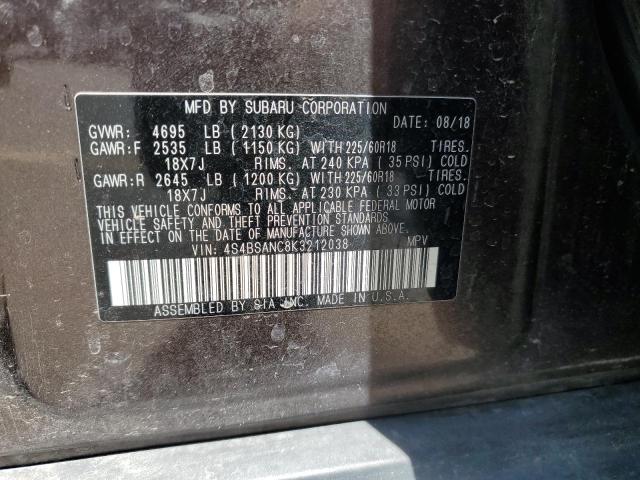 MFD BY SUBARU CORPORATION
DATE: 08/18
GVWR: 4695 LB ( 2130 KG)
GAWR:F 2535 LB ( 1150 KG) WITH 225/60R18 TIRES.
18X7J RIMS. AT 240 KPA ( 35 PSI) COLD
GAWR:R 2645 LB ( 1200 KG) WITH 225/60R18 TIRES.
18X7J RIMS. AT 230 KPA ( 33 PSI) COLD
THIS VEHICLE CONFORMS TO ALL APPLICABLE FEDERAL MOTOR
VEHICLE SAFETY AND THEFT PREVENTION STANDARDS
IN EFFECT ON THE DATE OF MANUFACTURE SHOWN ABOVE.
VIN: 4S4BSANC8K3212038 MPV
ASSEMBLED BY SIA INC. MADE IN U.S.A.